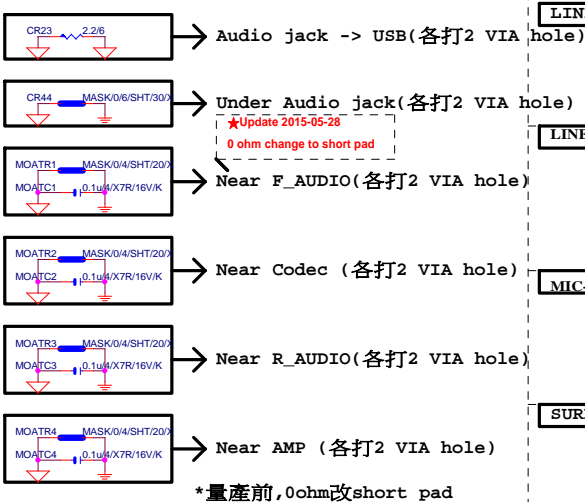 LIN
CR23 2.2/6
Audio jack -> USB(各打2 VIA hole)
CR44 MASK/0/6/SHT/30/X
Under Audio jack(各打2 VIA hole)
★Update 2015-05-28
0 ohm change to short pad
LINE
MOATR1 MASK/0/4/SHT/20/X
MOATC1 0.1u/4/X7R/16V/K
Near F_AUDIO(各打2 VIA hole)
MOATR2 MASK/0/4/SHT/20/X
MOATC2 0.1u/4/X7R/16V/K
Near Codec (各打2 VIA hole)
MIC-
MOATR3 MASK/0/4/SHT/20/X
MOATC3 0.1u/4/X7R/16V/K
Near R_AUDIO(各打2 VIA hole)
SUR
MOATR4 MASK/0/4/SHT/20/X
MOATC4 0.1u/4/X7R/16V/K
Near AMP (各打2 VIA hole)
*量產前,0ohm改short pad